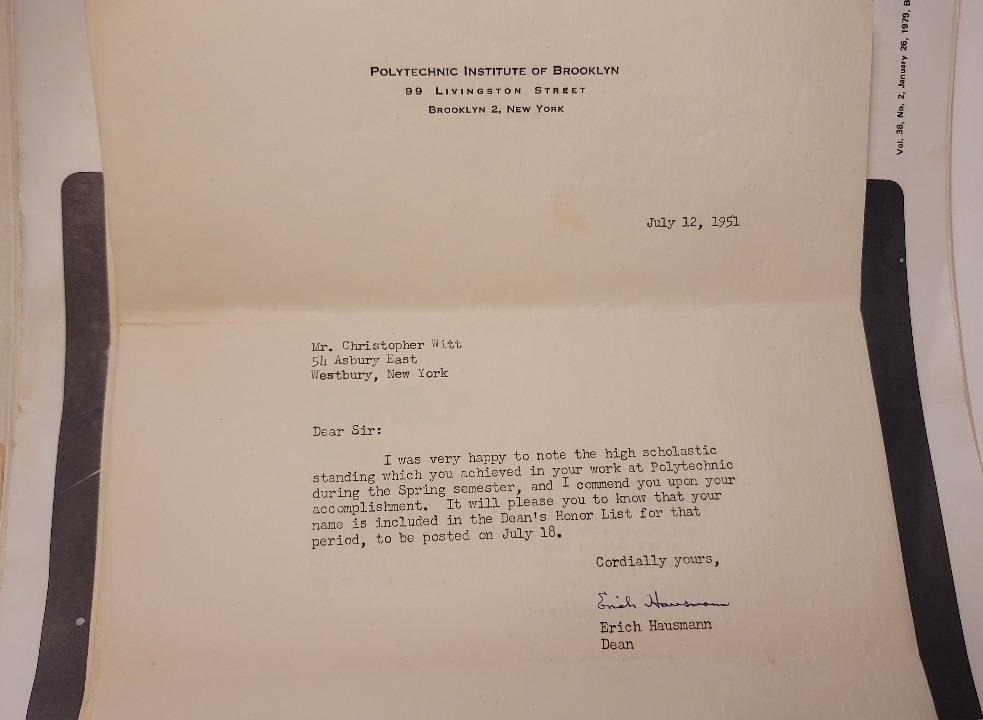 POLYTECHNIC INSTITUTE OF BROOKLYN
99 LIVINGSTON STREET
BROOKLYN 2, NEW YORK
July 12, 1951
Mr. Christopher Witt
54 Asbury East
Westbury, New York
Dear Sir:
I was very happy to note the high scholastic
standing which you achieved in your work at Polytechnic
during the Spring semester, and I commend you upon your
accomplishment. It will please you to know that your
name is included in the Dean's Honor List for that
period, to be posted on July 18.
Cordially yours,
Erich Hausmann
Erich Hausmann
Dean
Vol. 38, No. 2, January 26, 1979,